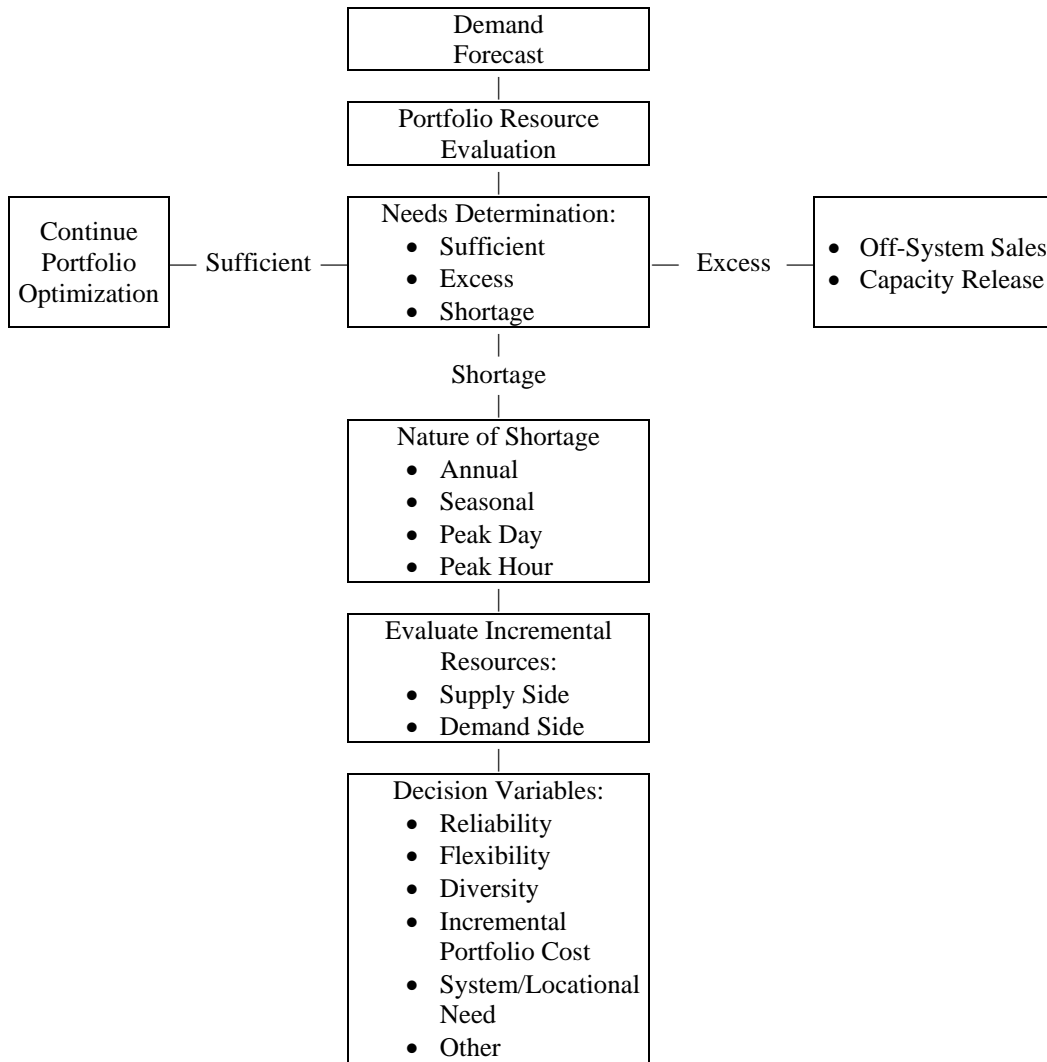 Demand
Forecast
|
Portfolio Resource
Evaluation
|
Needs Determination:
• Sufficient
• Excess
• Shortage
Continue
Portfolio
Optimization
— Sufficient —
— Excess —
• Off-System Sales
• Capacity Release
|
Shortage
|
Nature of Shortage
• Annual
• Seasonal
• Peak Day
• Peak Hour
|
Evaluate Incremental
Resources:
• Supply Side
• Demand Side
|
Decision Variables:
• Reliability
• Flexibility
• Diversity
• Incremental
Portfolio Cost
• System/Locational
Need
• Other